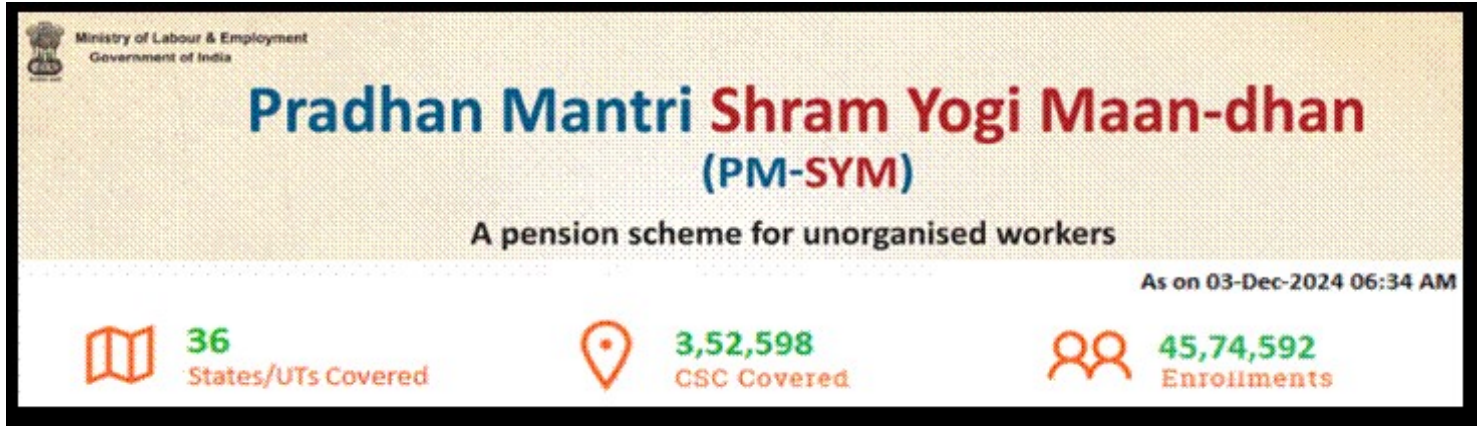 Ministry of Labour & Employment
Government of India
Pradhan Mantri Shram Yogi Maan-dhan
(PM-SYM)
A pension scheme for unorganised workers
As on 03-Dec-2024 06:34 AM
36
States/UTs Covered
3,52,598
CSC Covered
45,74,592
Enrollments